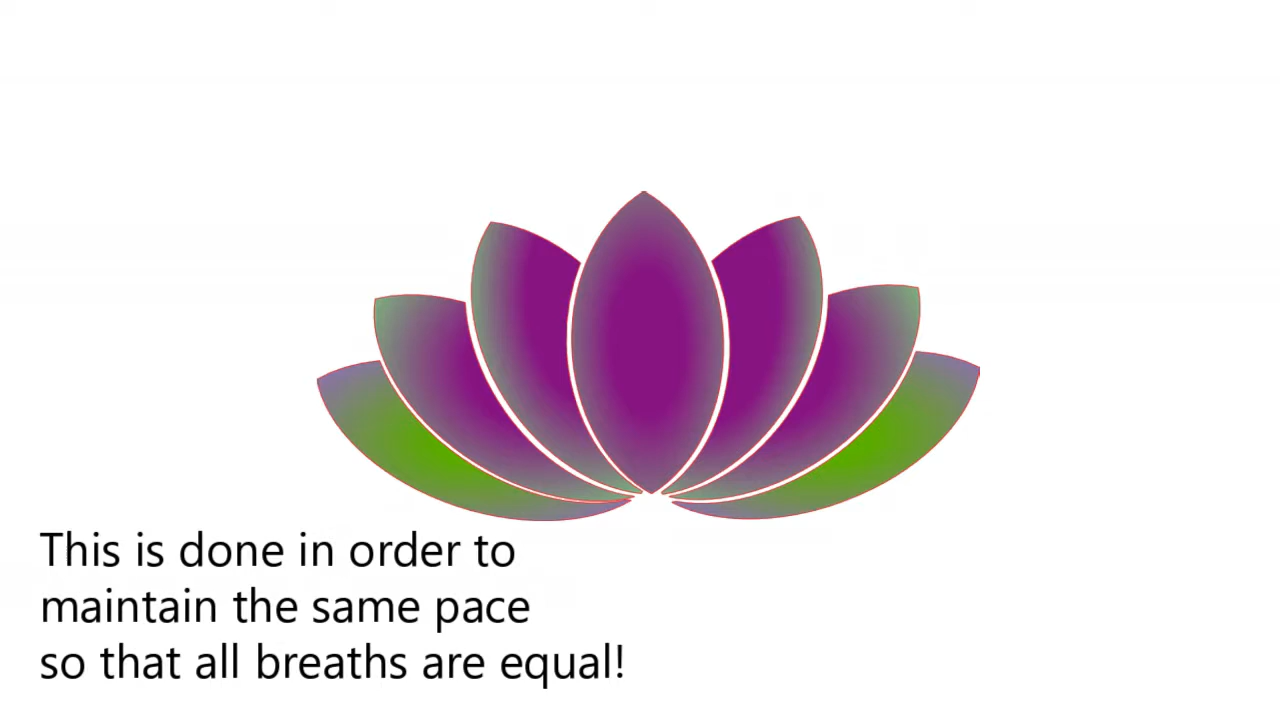 This is done in order to
maintain the same pace
so that all breaths are equal!